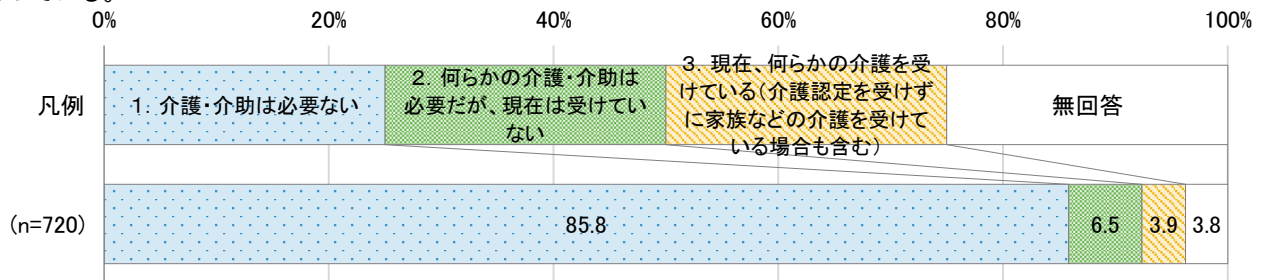 0%
20%
40%
60%
80%
100%
凡例
1．介護・介助は必要ない
2．何らかの介護・介助は
必要だが、現在は受けてい
ない
3．現在、何らかの介護を受
けている（介護認定を受けず
に家族などの介護を受けて
いる場合も含む）
無回答
(n=720)
85.8
6.5
3.9
3.8